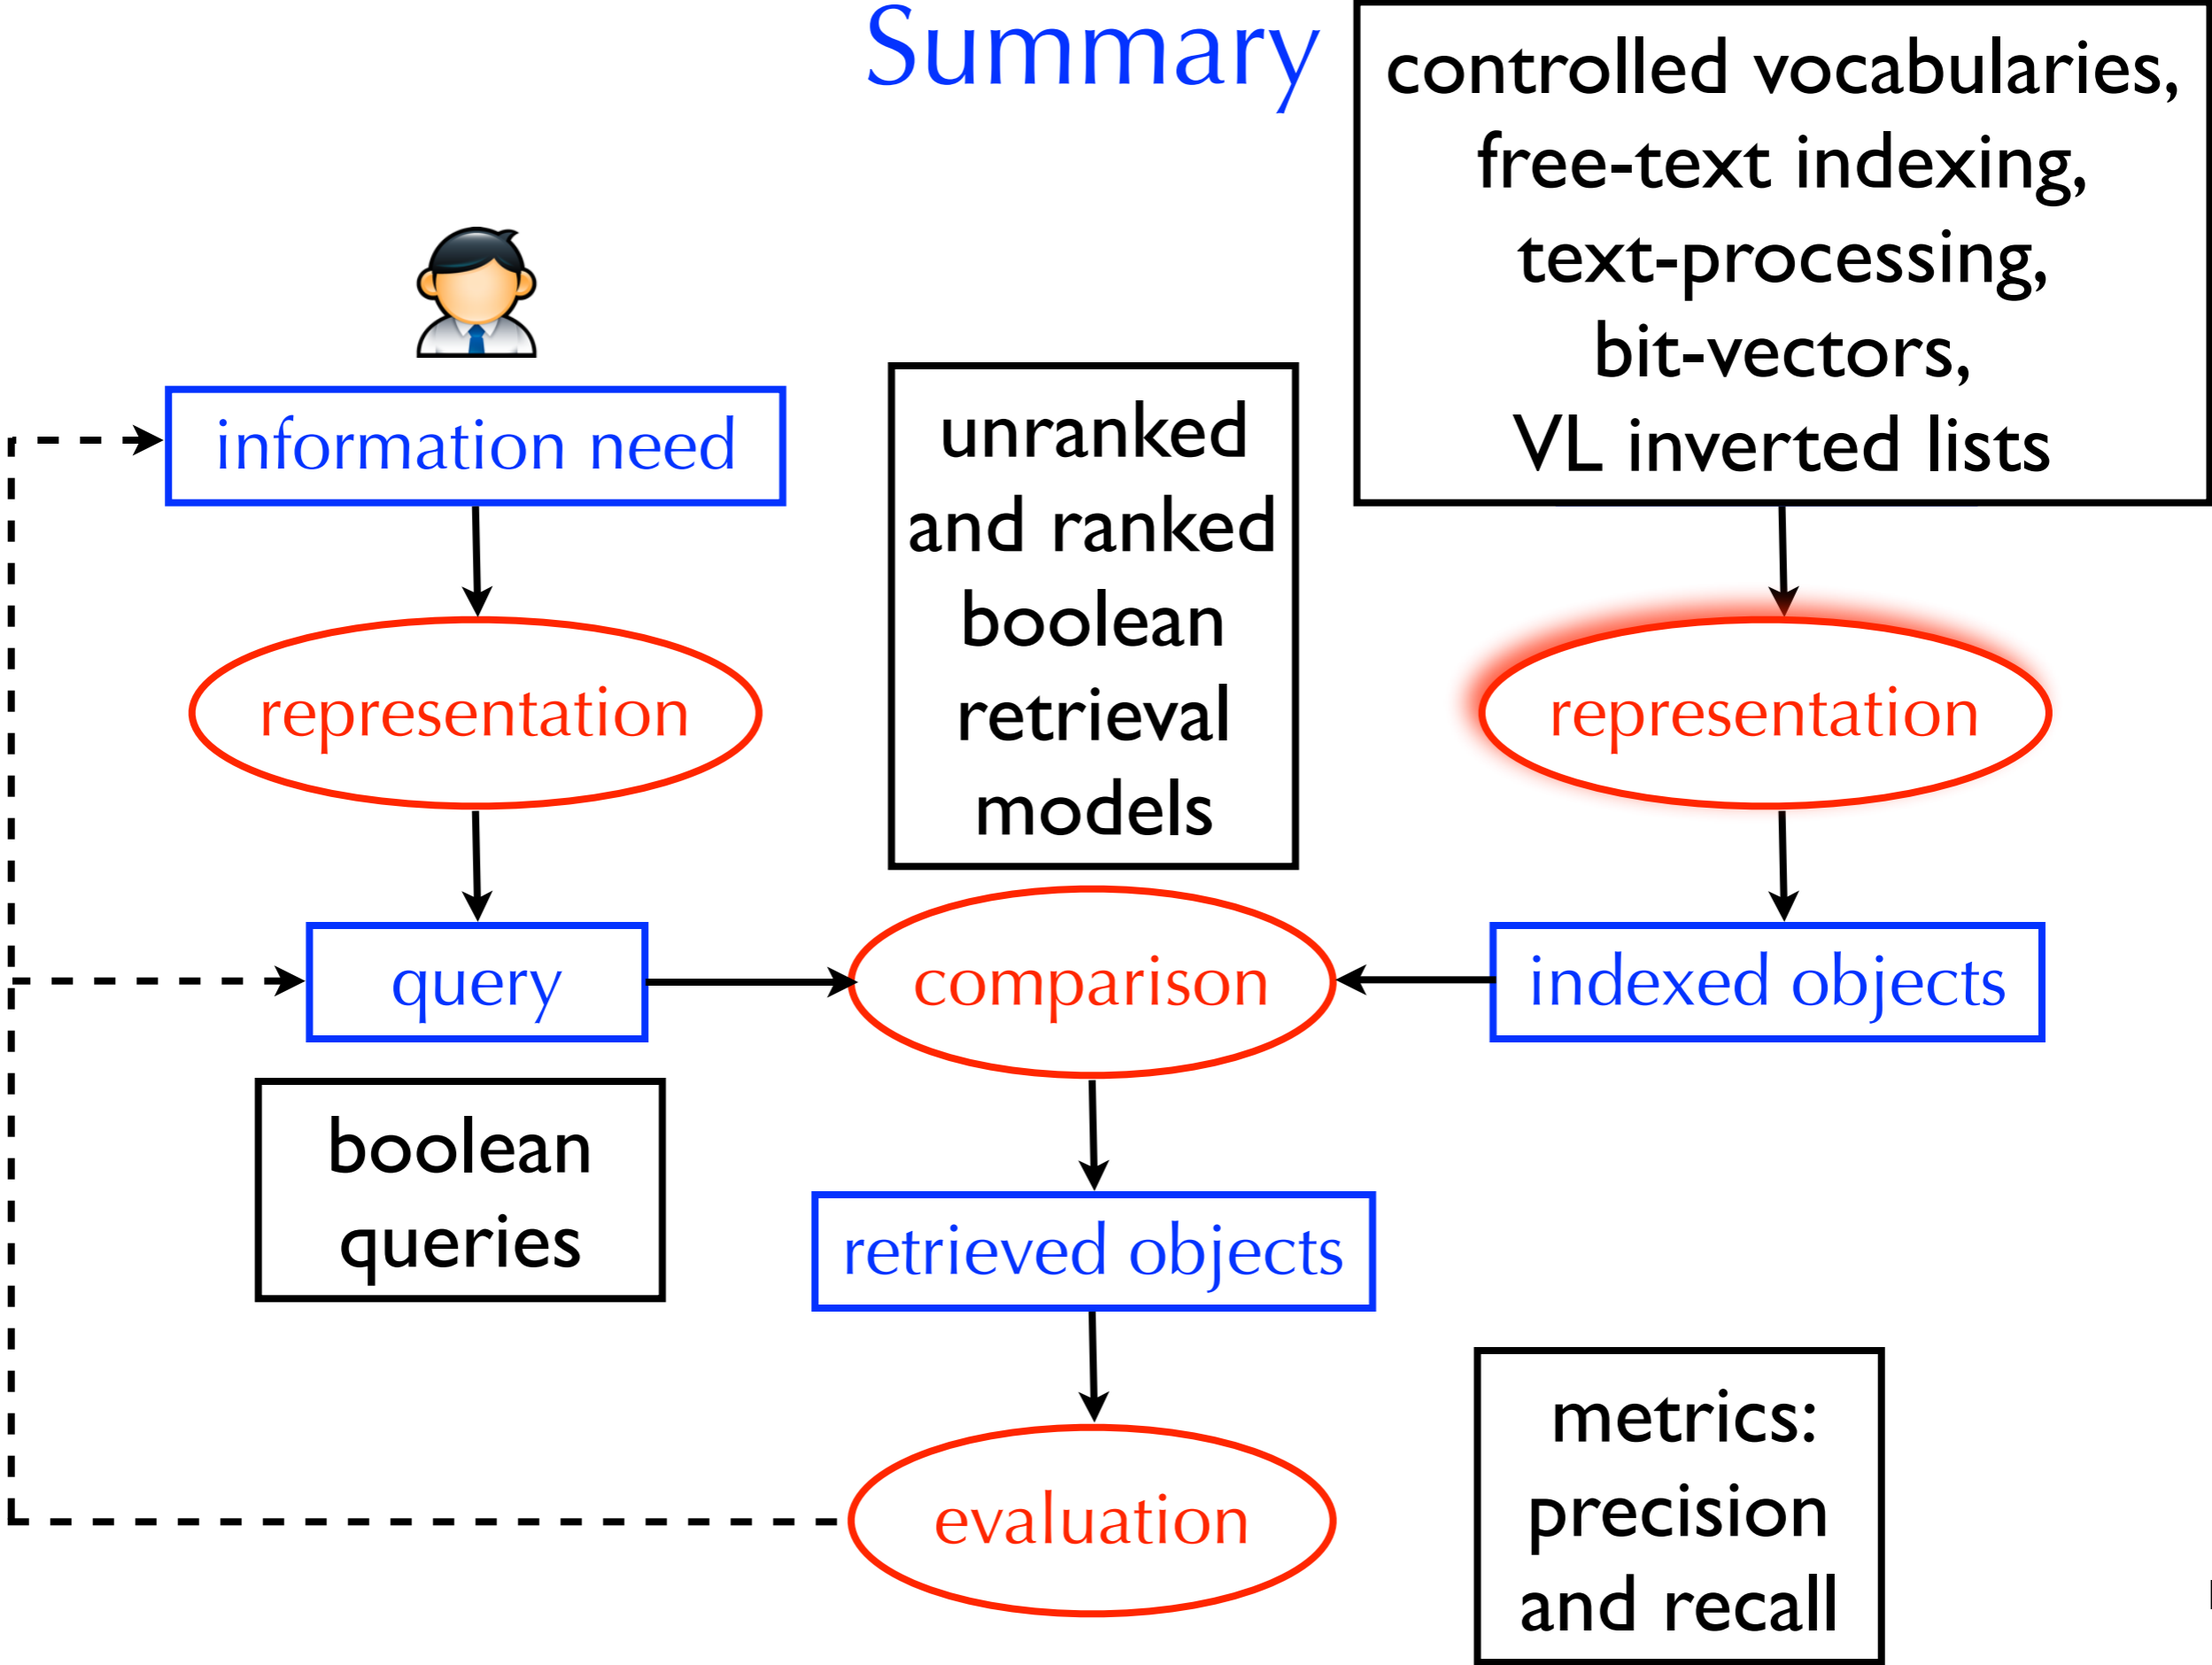 Summary
controlled vocabularies,
free-text indexing,
text-processing,
bit-vectors,
VL inverted lists
information need
unranked
and ranked
boolean
retrieval
models
representation
representation
query
comparison
indexed objects
boolean
queries
retrieved objects
metrics:
precision
and recall
evaluation